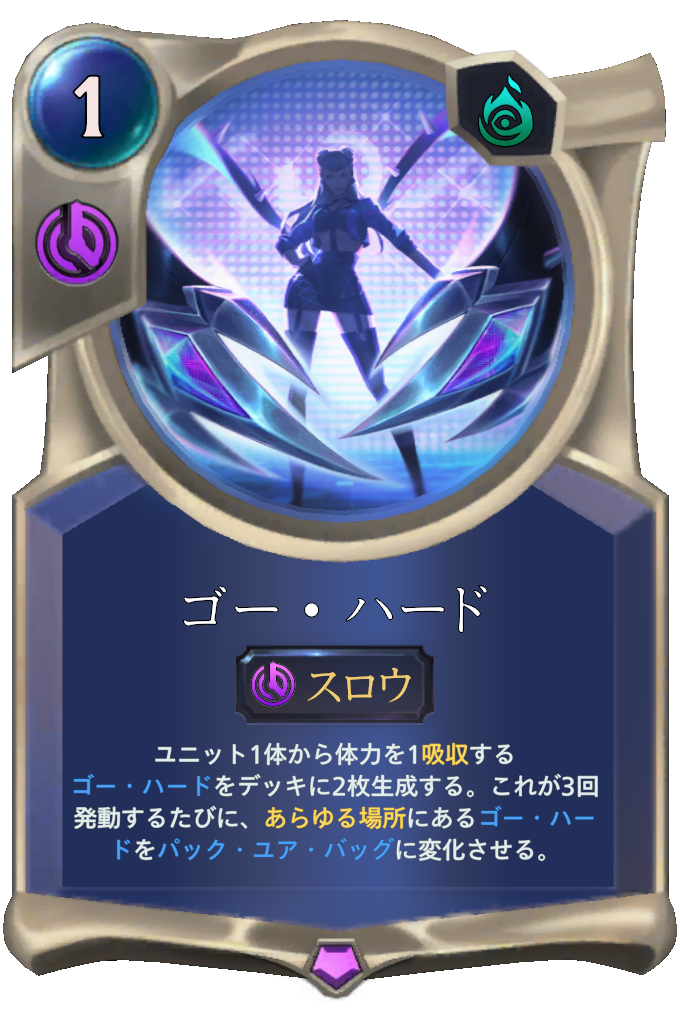 1
ゴー・ハード
スロウ
ユニット1体から体力を1吸収する
ゴー・ハードをデッキに2枚生成する。これが3回
発動するたびに、あらゆる場所にあるゴー・ハー
ドをパック・ユア・バッグに変化させる。